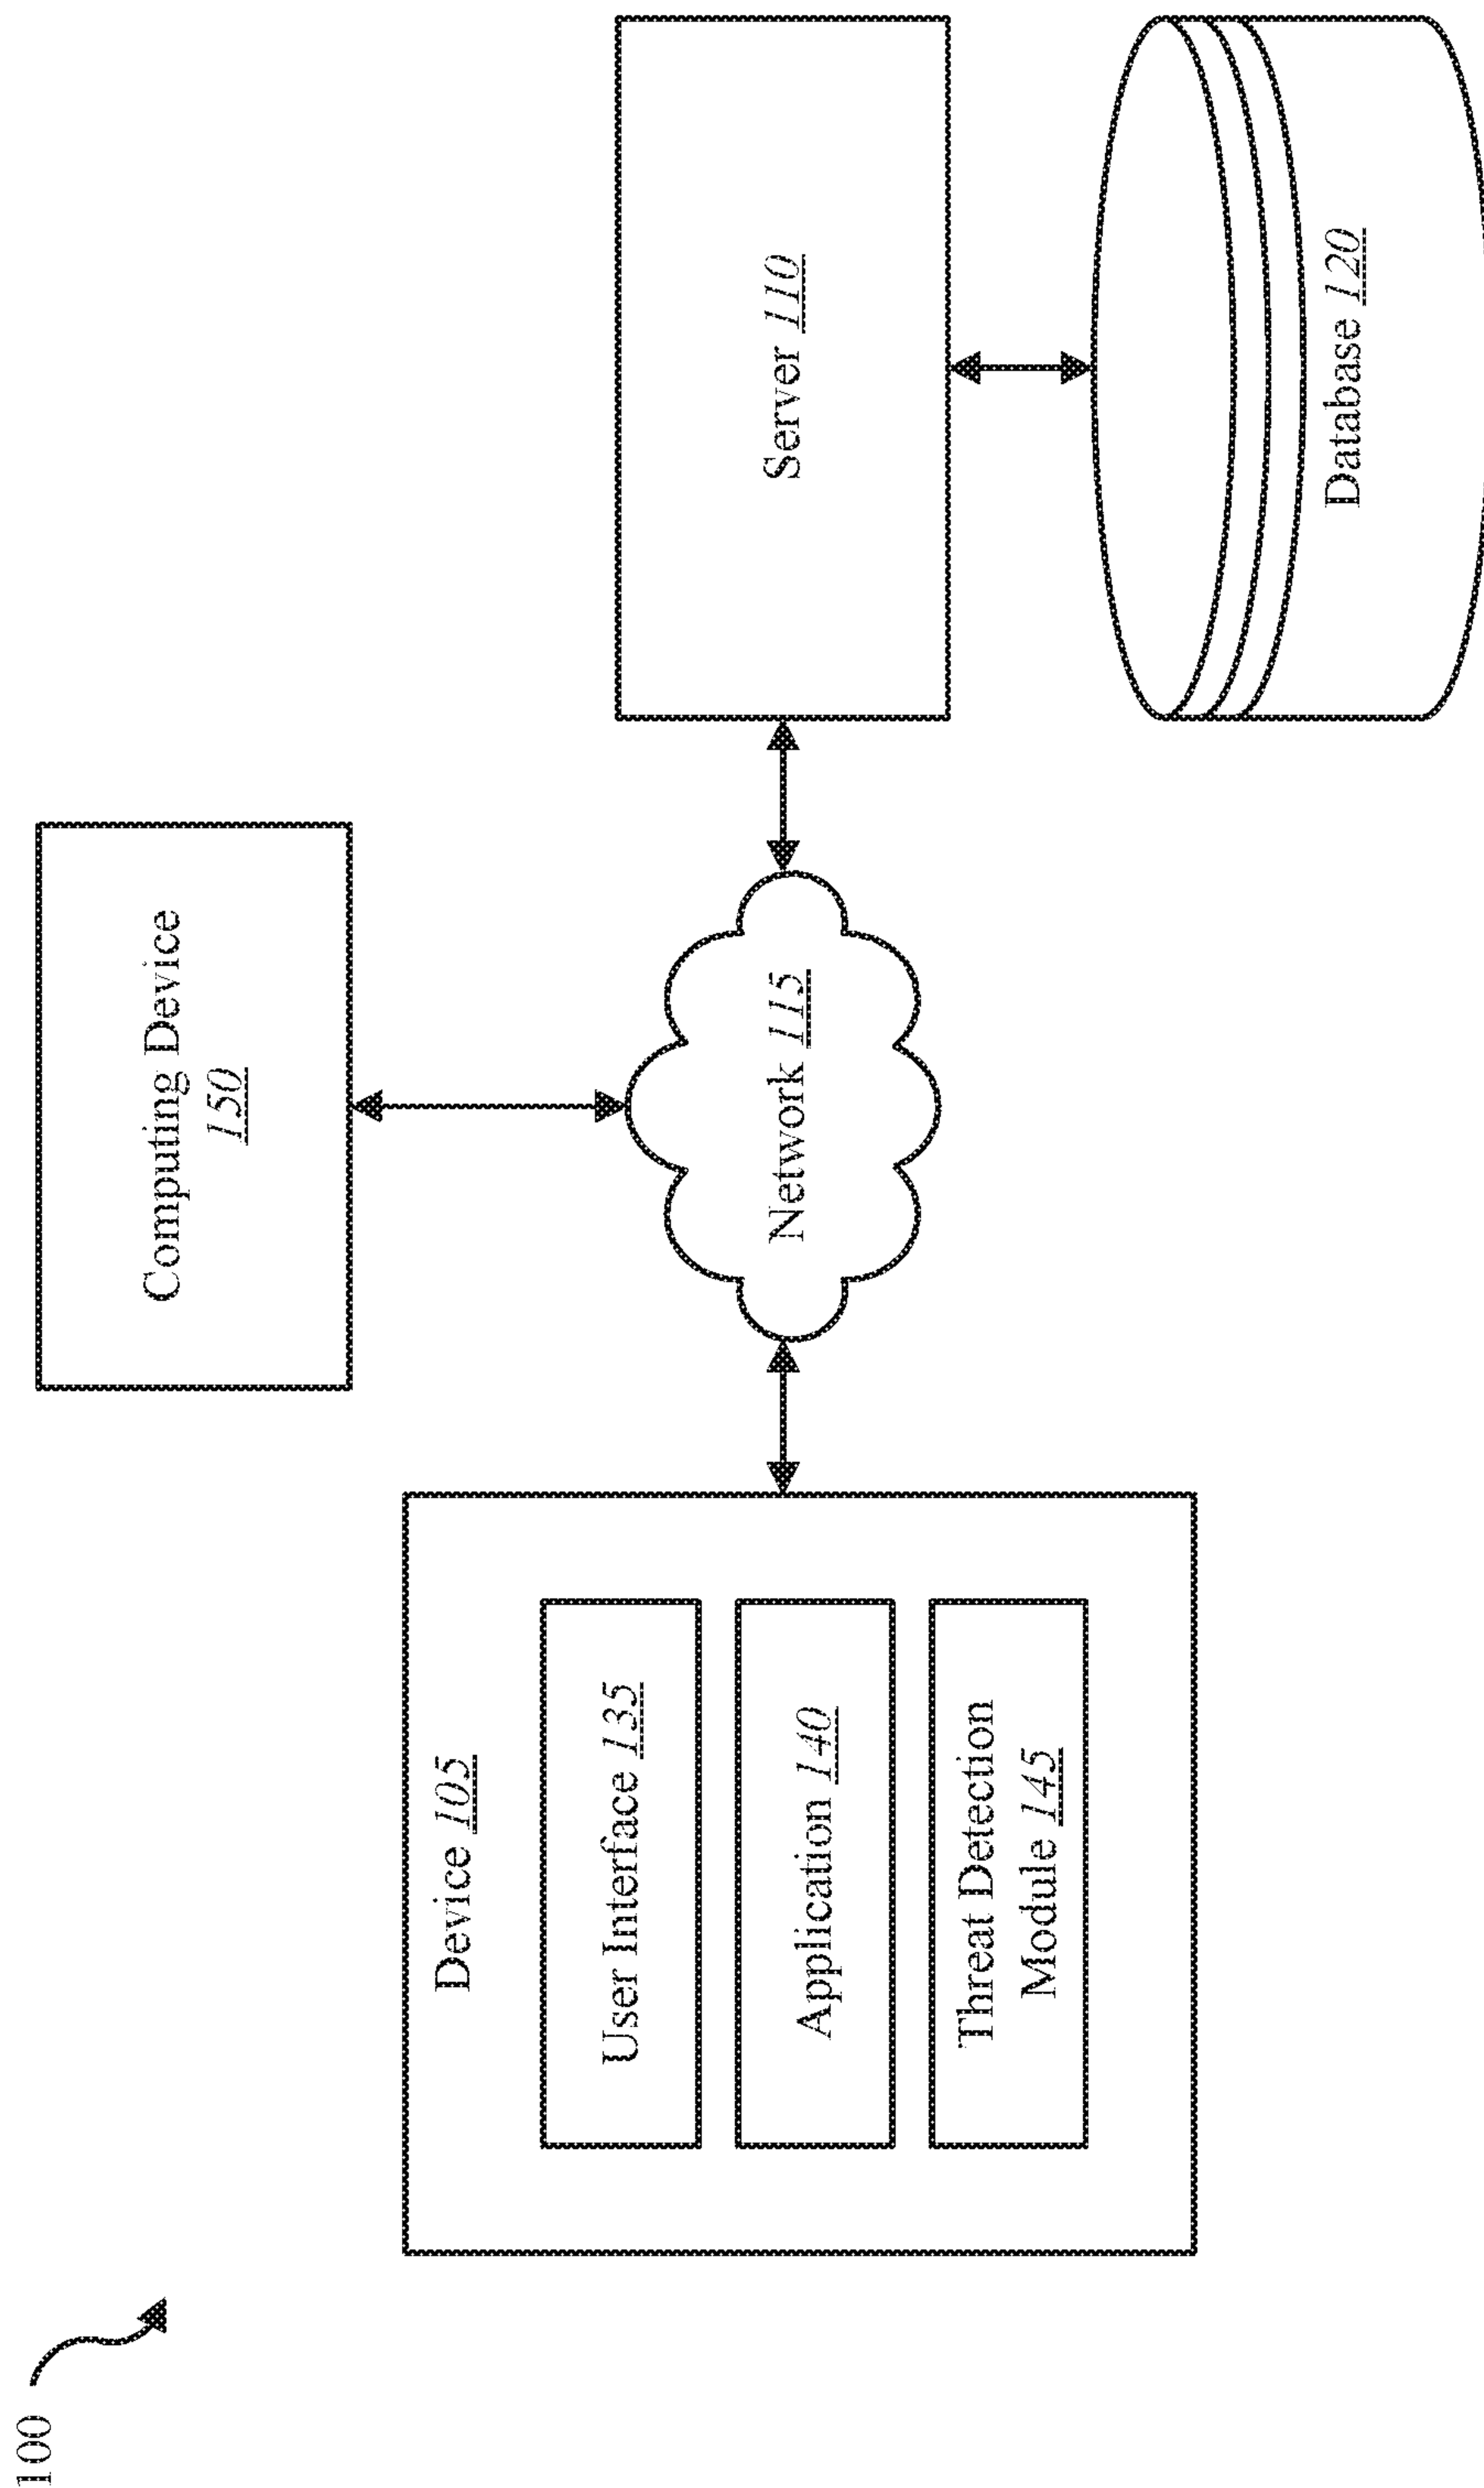 100
Device 105
User Interface 135
Application 140
Threat Detection
Module 145
Computing Device
150
Network 115
Server 110
Database 120